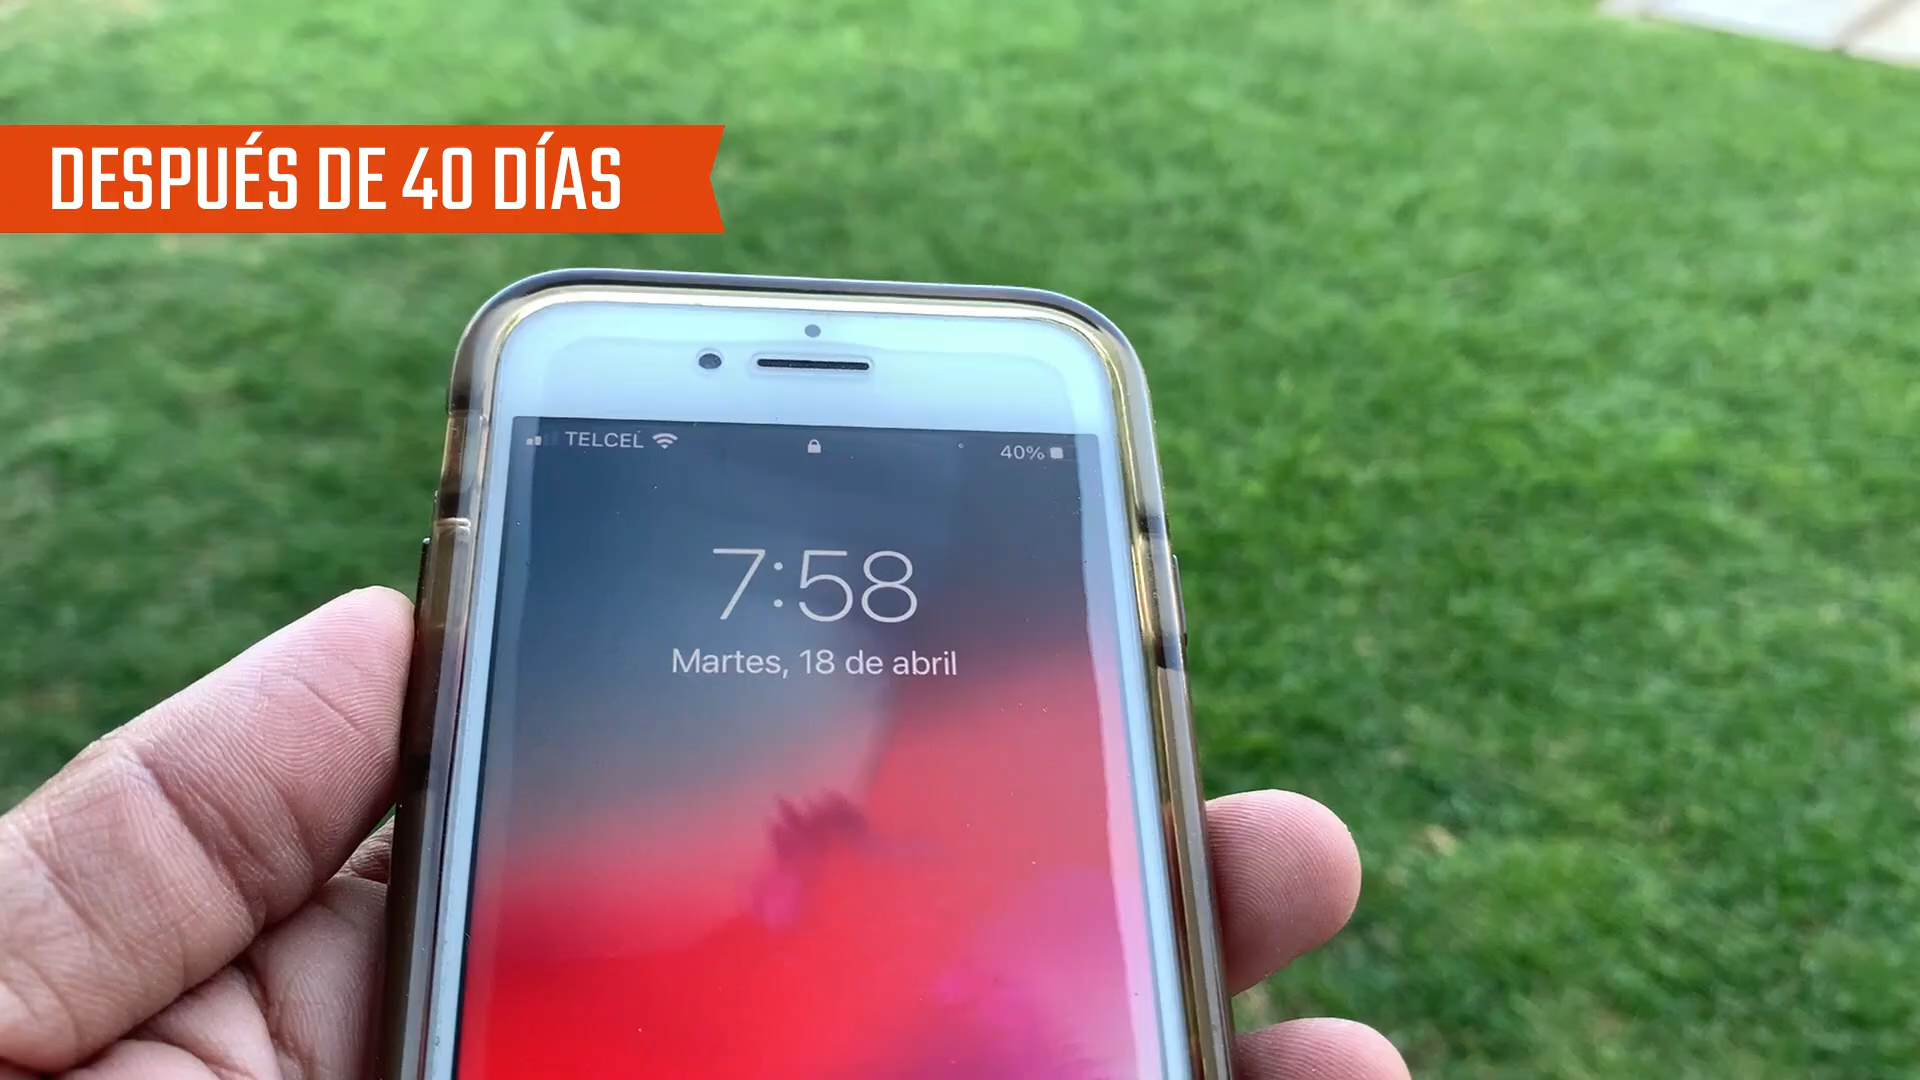 DESPUÉS DE 40 DÍAS
TELCEL 40%
7:58
Martes, 18 de abril